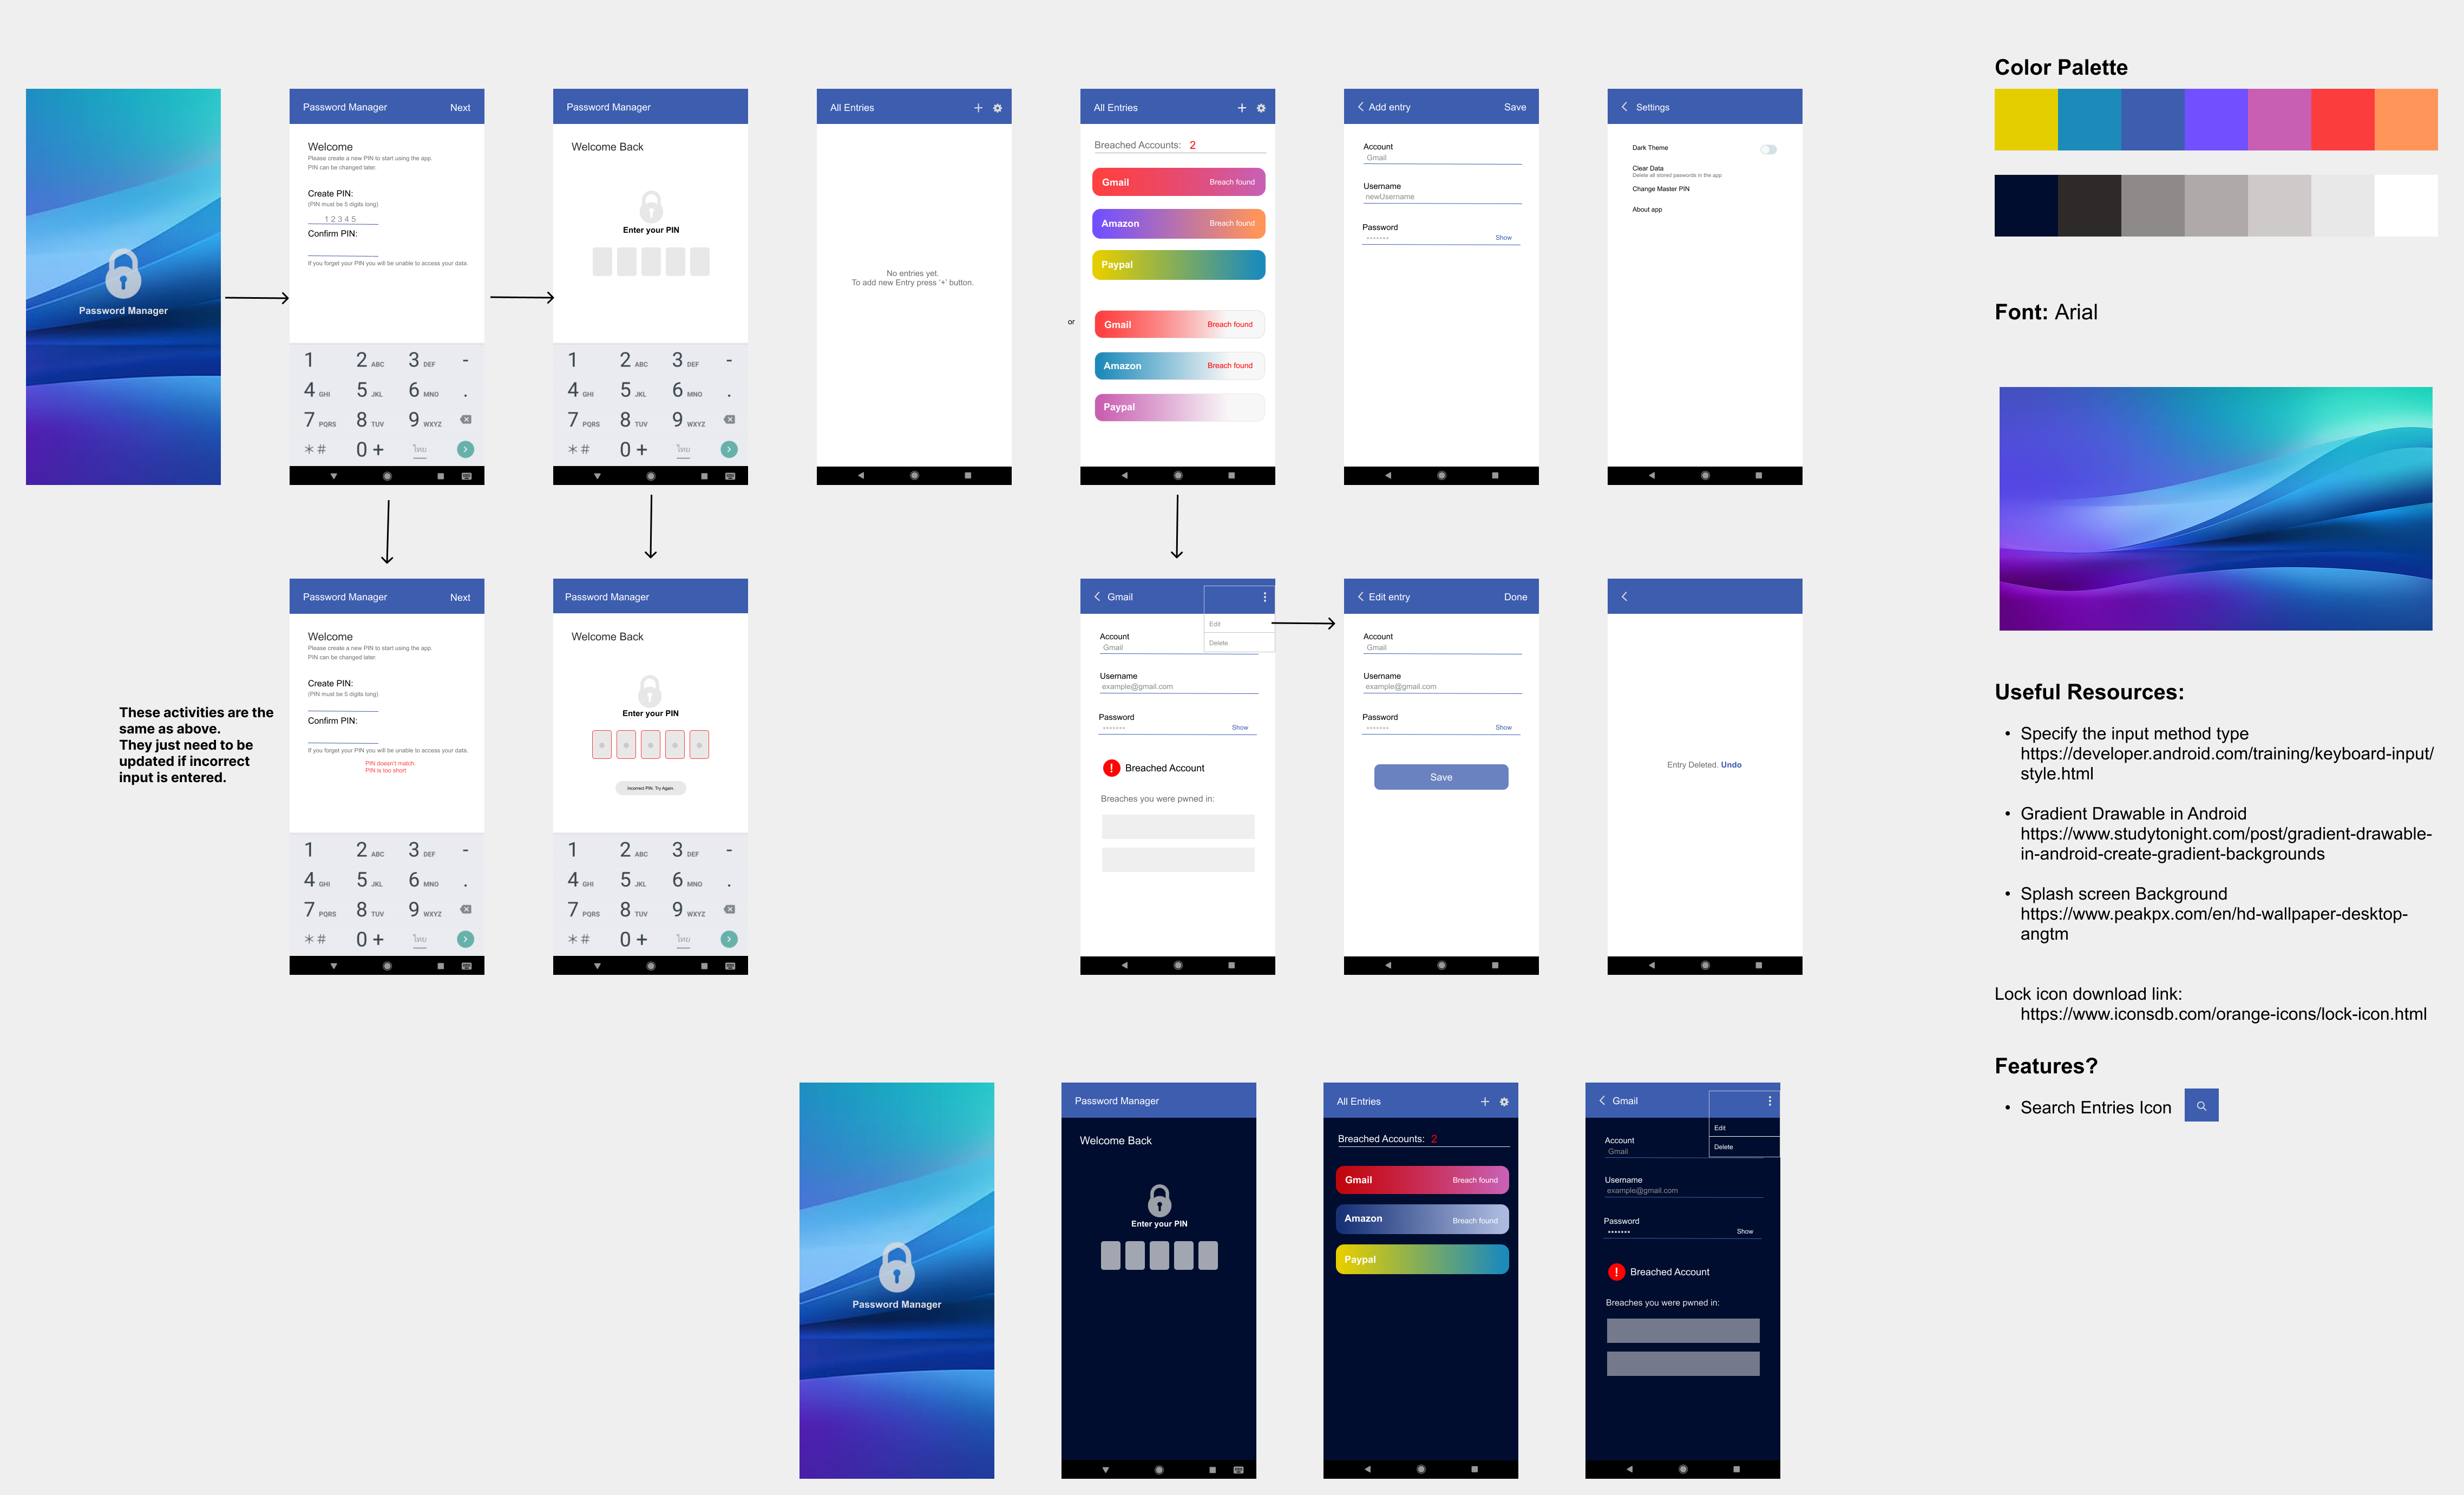 Password Manager
Password Manager
Next
Welcome
Please create a new PIN to start using the app.
PIN can be changed later.
Create PIN:
(PIN must be 5 digits long)
1 2 3 4 5
Confirm PIN:
If you forget your PIN you will be unable to access your data.
1
2 ABC
3 DEF
-
4 GHI
5 JKL
6 MNO
.
7 PQRS
8 TUV
9 WXYZ
*#
0 +
ไทย
Password Manager
Welcome Back
Enter your PIN
1
2 ABC
3 DEF
-
4 GHI
5 JKL
6 MNO
.
7 PQRS
8 TUV
9 WXYZ
*#
0 +
ไทย
All Entries
+
No entries yet.
To add new Entry press '+' button.
or
All Entries
+
Breached Accounts: 2
Gmail Breach found
Amazon Breach found
Paypal
Gmail Breach found
Amazon Breach found
Paypal
Add entry
Save
Account
Gmail
Username
newUsername
Password
-------
Show
Settings
Dark Theme
Clear Data
Delete all stored paswords in the app
Change Master PIN
About app
These activities are the
same as above.
They just need to be
updated if incorrect
input is entered.
Password Manager
Next
Welcome
Please create a new PIN to start using the app.
PIN can be changed later.
Create PIN:
(PIN must be 5 digits long)
Confirm PIN:
If you forget your PIN you will be unable to access your data.
PIN doesn't match.
PIN is too short
1
2 ABC
3 DEF
-
4 GHI
5 JKL
6 MNO
.
7 PQRS
8 TUV
9 WXYZ
*#
0 +
ไทย
Password Manager
Welcome Back
Enter your PIN
Incorrect PIN. Try Again.
1
2 ABC
3 DEF
-
4 GHI
5 JKL
6 MNO
.
7 PQRS
8 TUV
9 WXYZ
*#
0 +
ไทย
Gmail
Edit
Delete
Account
Gmail
Username
example@gmail.com
Password
-------
Show
! Breached Account
Breaches you were pwned in:
Edit entry
Done
Account
Gmail
Username
example@gmail.com
Password
-------
Show
Save
Entry Deleted. Undo
Password Manager
Password Manager
Welcome Back
Enter your PIN
All Entries
+
Breached Accounts: 2
Gmail Breach found
Amazon Breach found
Paypal
Gmail
Edit
Delete
Account
Gmail
Username
example@gmail.com
Password
•••••••
Show
! Breached Account
Breaches you were pwned in:
Color Palette
Font: Arial
Useful Resources:
• Specify the input method type
https://developer.android.com/training/keyboard-input/
style.html
• Gradient Drawable in Android
https://www.studytonight.com/post/gradient-drawable-
in-android-create-gradient-backgrounds
• Splash screen Background
https://www.peakpx.com/en/hd-wallpaper-desktop-
angtm
Lock icon download link:
https://www.iconsdb.com/orange-icons/lock-icon.html
Features?
• Search Entries Icon